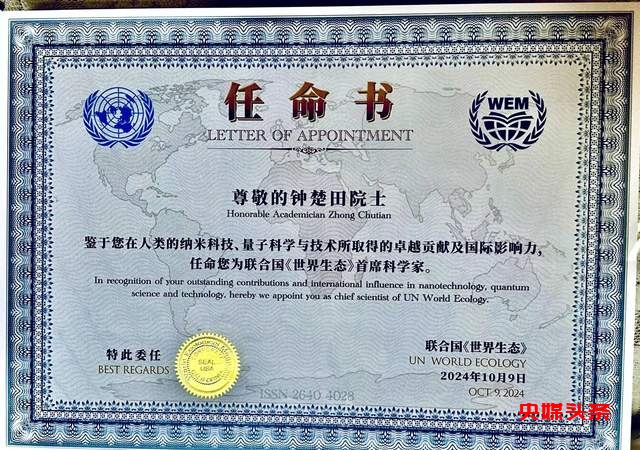 任命书
WEM
LETTER OF APPOINTMENT
尊敬的钟楚田院士
Honorable Academician Zhong Chutian
鉴于您在人类的纳米科技、量子科学与技术所取得的卓越贡献及国际影响力，
任命您为联合国《世界生态》首席科学家。
In recognition of your outstanding contributions and international influence in nanotechnology, quantum
science and technology, hereby we appoint you as chief scientist of UN World Ecology.
特此委任
BEST REGARDS
SEAL
USA
联合国《世界生态》
UN WORLD ECOLOGY
2024年10月9日
OCT. 9, 2024
ISSN 2640 4028
央媒头条